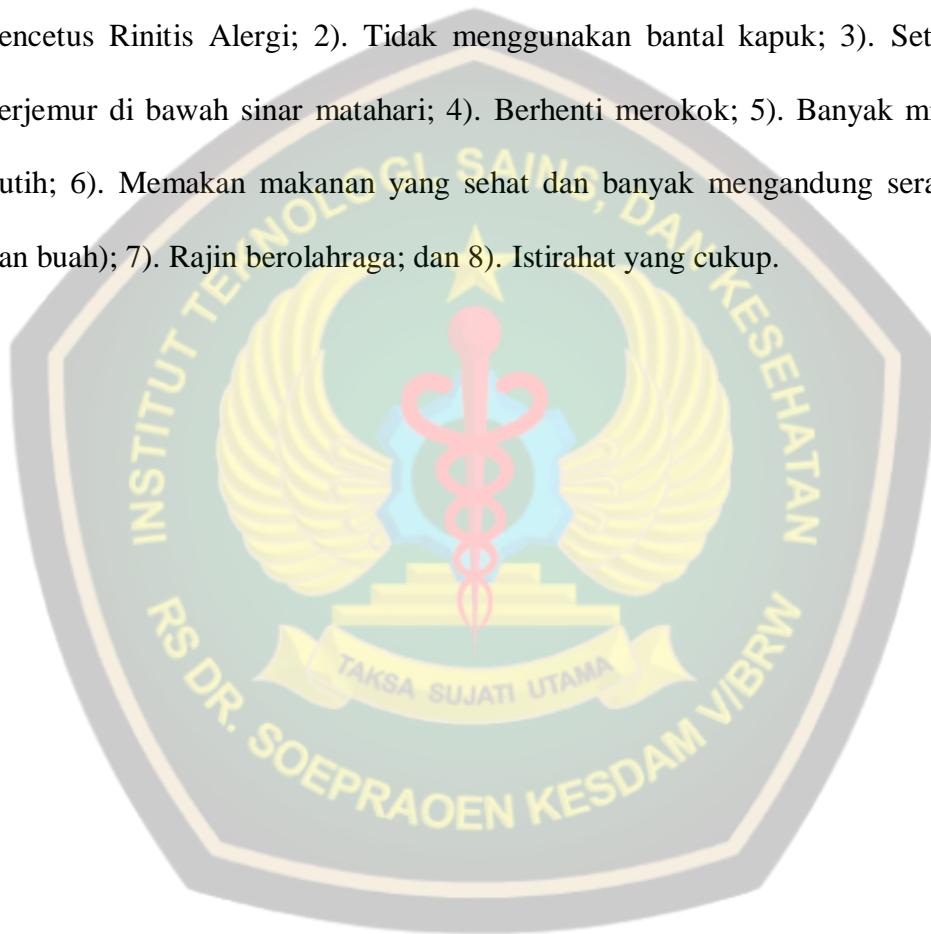 encetus Rinitis Alergi; 2). Tidak menggunakan bantal kapuk; 3). Set
erjemur di bawah sinar matahari; 4). Berhenti merokok; 5). Banyak mi
utih; 6). Memakan makanan yang sehat dan banyak mengandung sera
an buah); 7). Rajin berolahraga; dan 8). Istirahat yang cukup.
INSTITUT TEKNOLOGI, SAINS, DAN KESEHATAN
TAKSA SUJATI UTAMA
RS DR. SOEPRAOEN KESDAM V/BRW